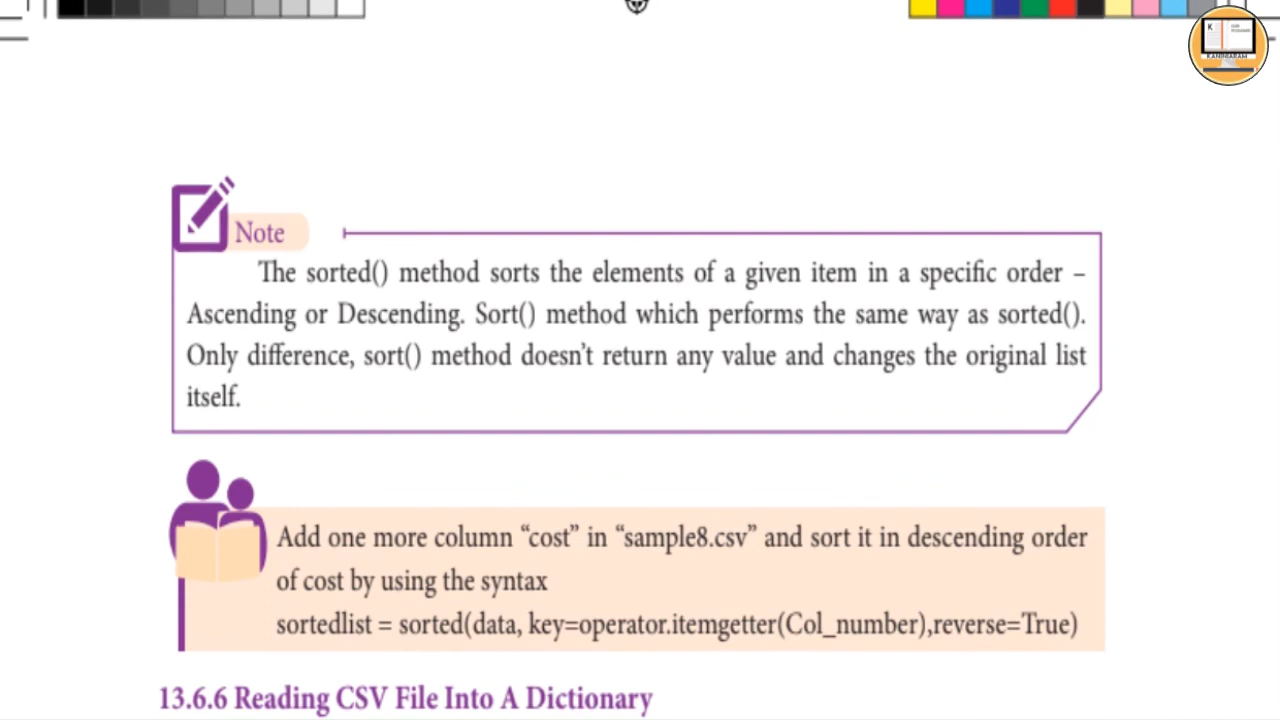 KANINIARAM
Note
The sorted() method sorts the elements of a given item in a specific order –
Ascending or Descending. Sort() method which performs the same way as sorted().
Only difference, sort() method doesn't return any value and changes the original list
itself.
Add one more column “cost” in “sample8.csv” and sort it in descending order
of cost by using the syntax
sortedlist = sorted(data, key=operator.itemgetter(Col_number),reverse=True)
13.6.6 Reading CSV File Into A Dictionary